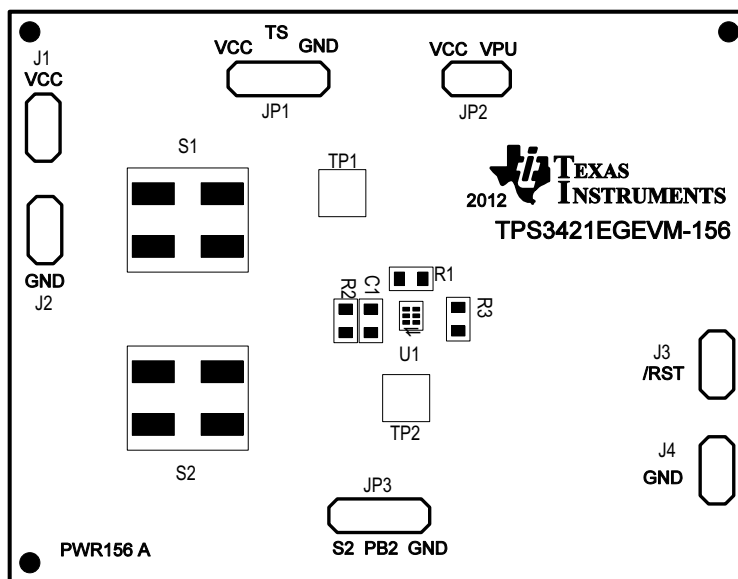 TS
VCC GND
JP1
VCC VPU
JP2
J1
VCC
S1
TP1
2012
TEXAS
INSTRUMENTS
TPS3421EGEVM-156
GND
J2
R1
R2
C1
R3
U1
J3
/RST
TP2
J4
GND
S2
JP3
S2 PB2 GND
PWR156 A